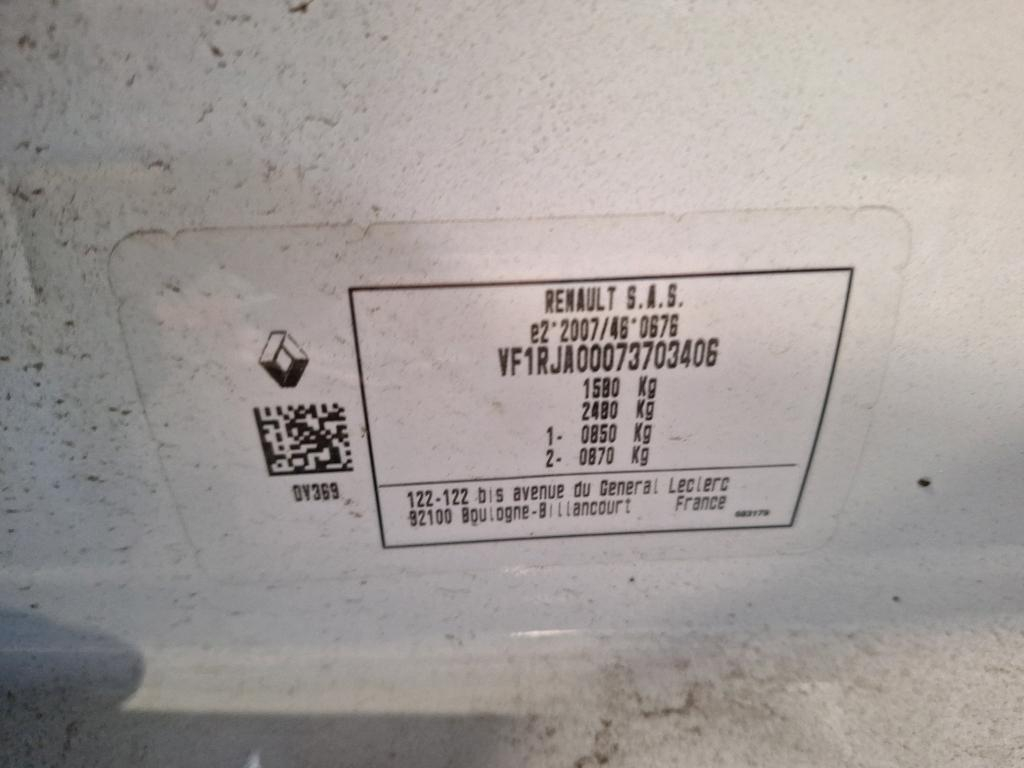 RENAULT S.A.S.
e2*2007/46*0676
VF1RJA00073703406
1580 Kg
2480 Kg
1- 0850 Kg
2- 0870 Kg
0V369
122-122 bis avenue du General Leclerc
92100 Boulogne-Billancourt France